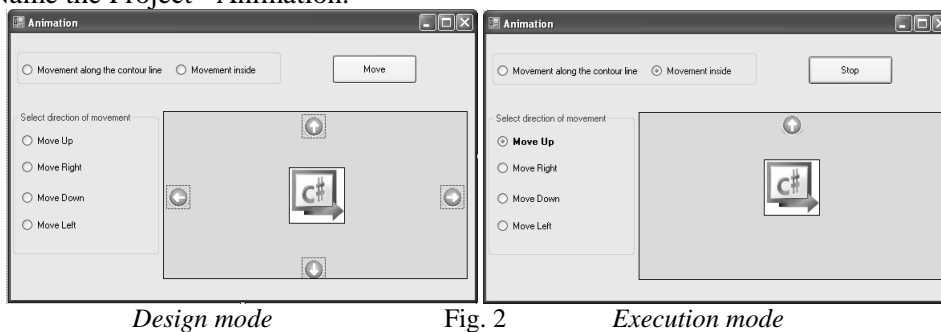 Name the Project - Animation.
Animation
Movement along the contour line Movement inside Move
Select direction of movement
Move Up
Move Right
Move Down
Move Left
C#
Animation
Movement along the contour line Movement inside Stop
Select direction of movement
Move Up
Move Right
Move Down
Move Left
C#
Design mode Fig. 2 Execution mode